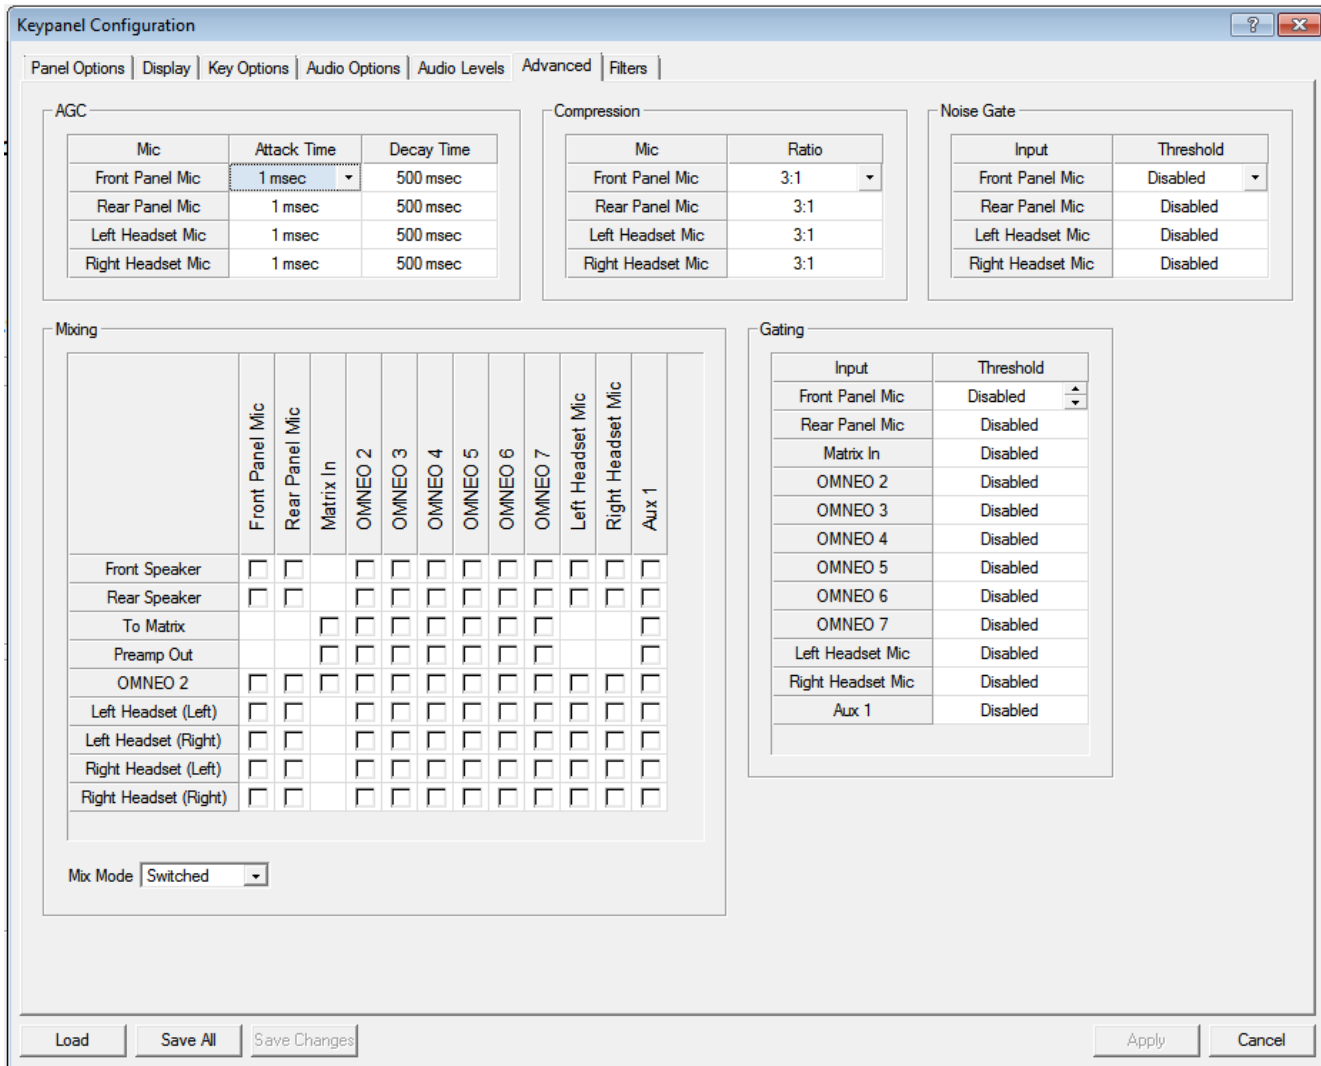 Keypanel Configuration
?
Panel Options Display Key Options Audio Options Audio Levels Advanced Filters
AGC
Mic Attack Time Decay Time
Front Panel Mic 1 msec 500 msec
Rear Panel Mic 1 msec 500 msec
Left Headset Mic 1 msec 500 msec
Right Headset Mic 1 msec 500 msec
Compression
Mic Ratio
Front Panel Mic 3:1
Rear Panel Mic 3:1
Left Headset Mic 3:1
Right Headset Mic 3:1
Noise Gate
Input Threshold
Front Panel Mic Disabled
Rear Panel Mic Disabled
Left Headset Mic Disabled
Right Headset Mic Disabled
Mixing
Front Panel Mic
Rear Panel Mic
Matrix In
OMNEO 2
OMNEO 3
OMNEO 4
OMNEO 5
OMNEO 6
OMNEO 7
Left Headset Mic
Right Headset Mic
Aux 1
Front Speaker
Rear Speaker
To Matrix
Preamp Out
OMNEO 2
Left Headset (Left)
Left Headset (Right)
Right Headset (Left)
Right Headset (Right)
Mix Mode Switched
Gating
Input Threshold
Front Panel Mic Disabled
Rear Panel Mic Disabled
Matrix In Disabled
OMNEO 2 Disabled
OMNEO 3 Disabled
OMNEO 4 Disabled
OMNEO 5 Disabled
OMNEO 6 Disabled
OMNEO 7 Disabled
Left Headset Mic Disabled
Right Headset Mic Disabled
Aux 1 Disabled
Load Save All Save Changes Apply Cancel